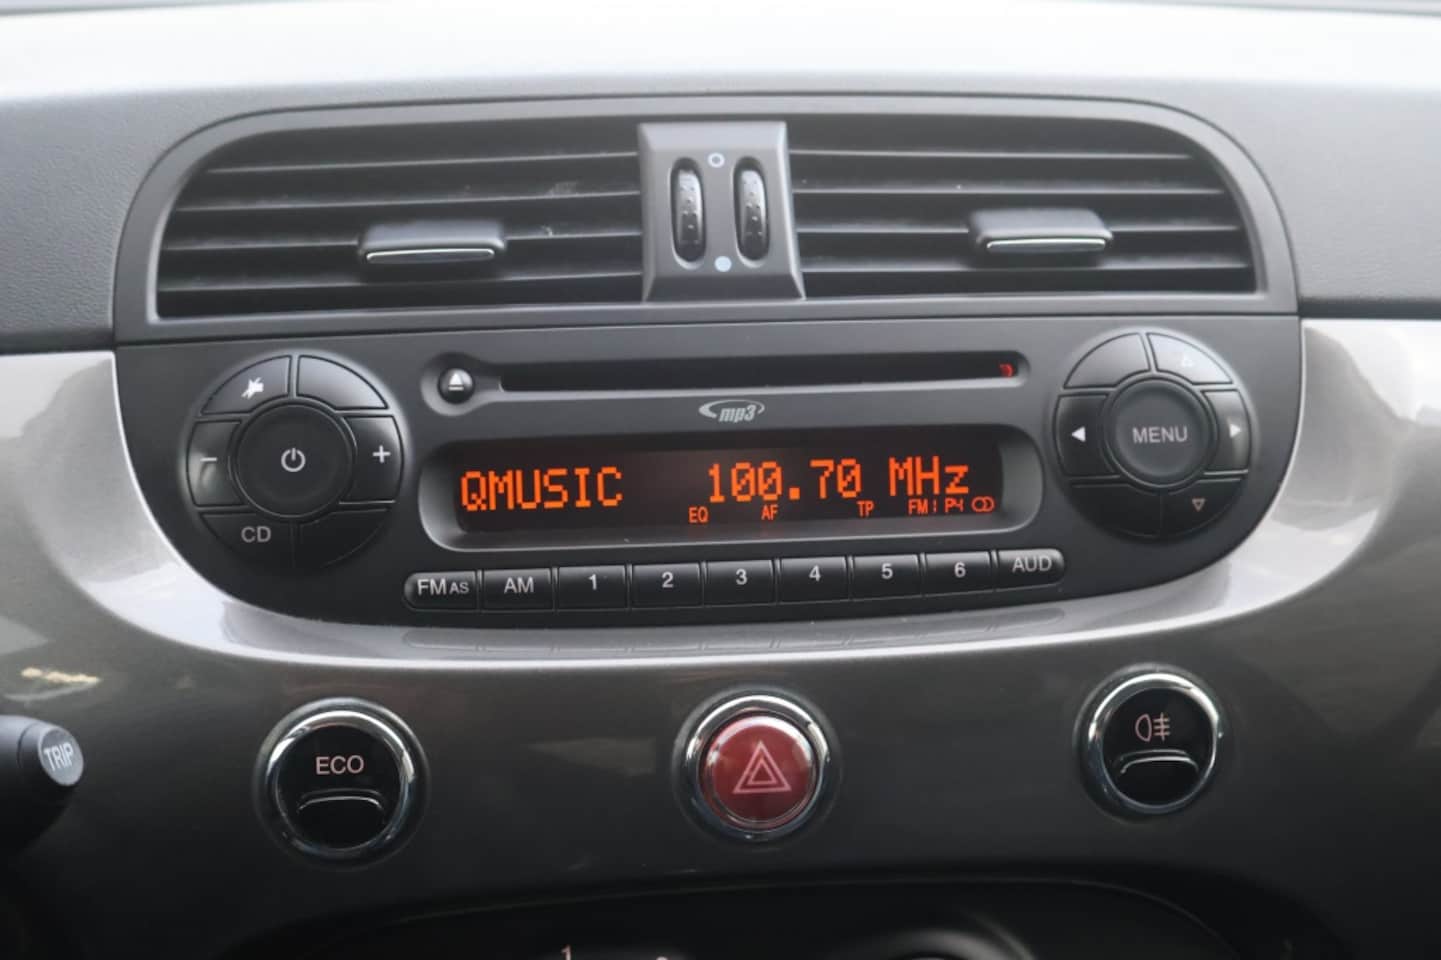 mp3
MENU
QMUSIC 100.70 MHz
EQ AF TP FM1 P4
CD
FM AS AM 1 2 3 4 5 6 AUD
TRIP
ECO
1